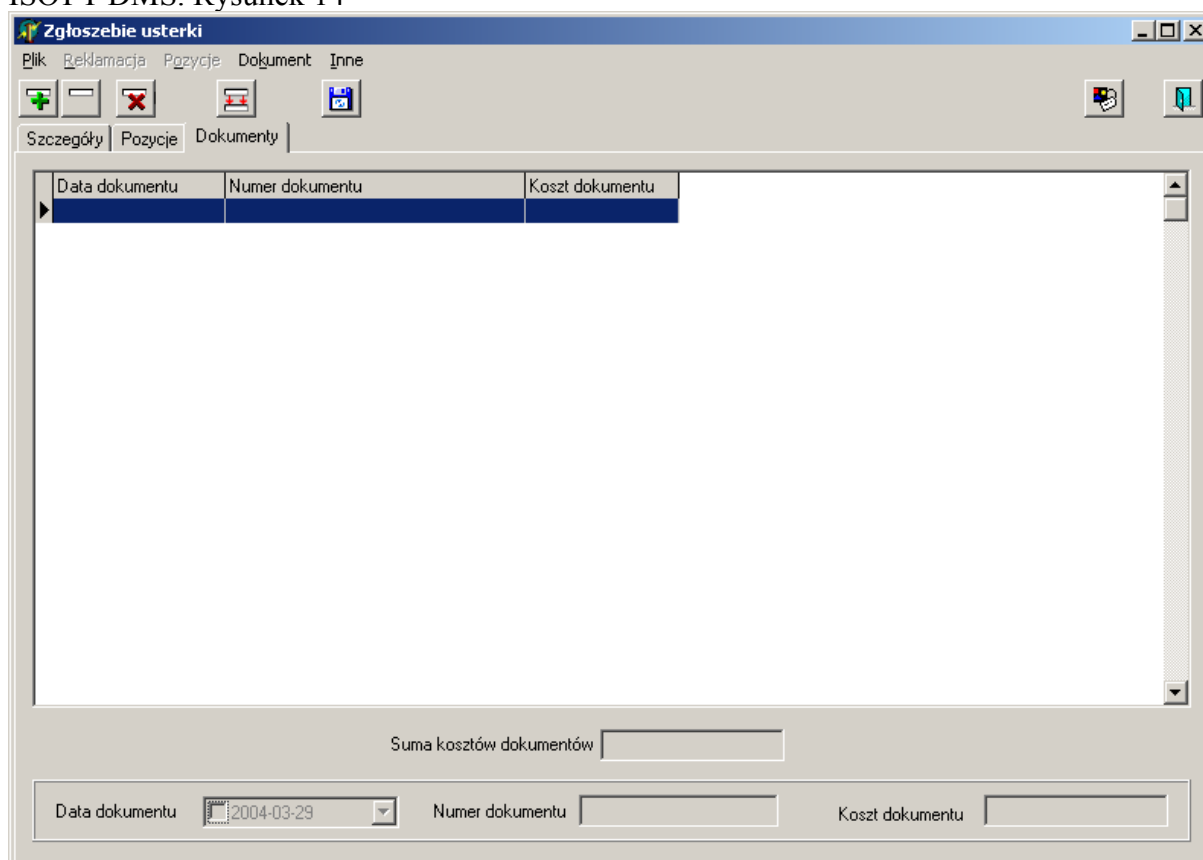 ISOFT DMS. Rysunek 14
Zgłoszebie usterki
Plik Reklamacja Pozycje Dokument Inne
Szczegóły Pozycje Dokumenty
Data dokumentu Numer dokumentu Koszt dokumentu
Suma kosztów dokumentów
Data dokumentu 2004-03-29 Numer dokumentu Koszt dokumentu